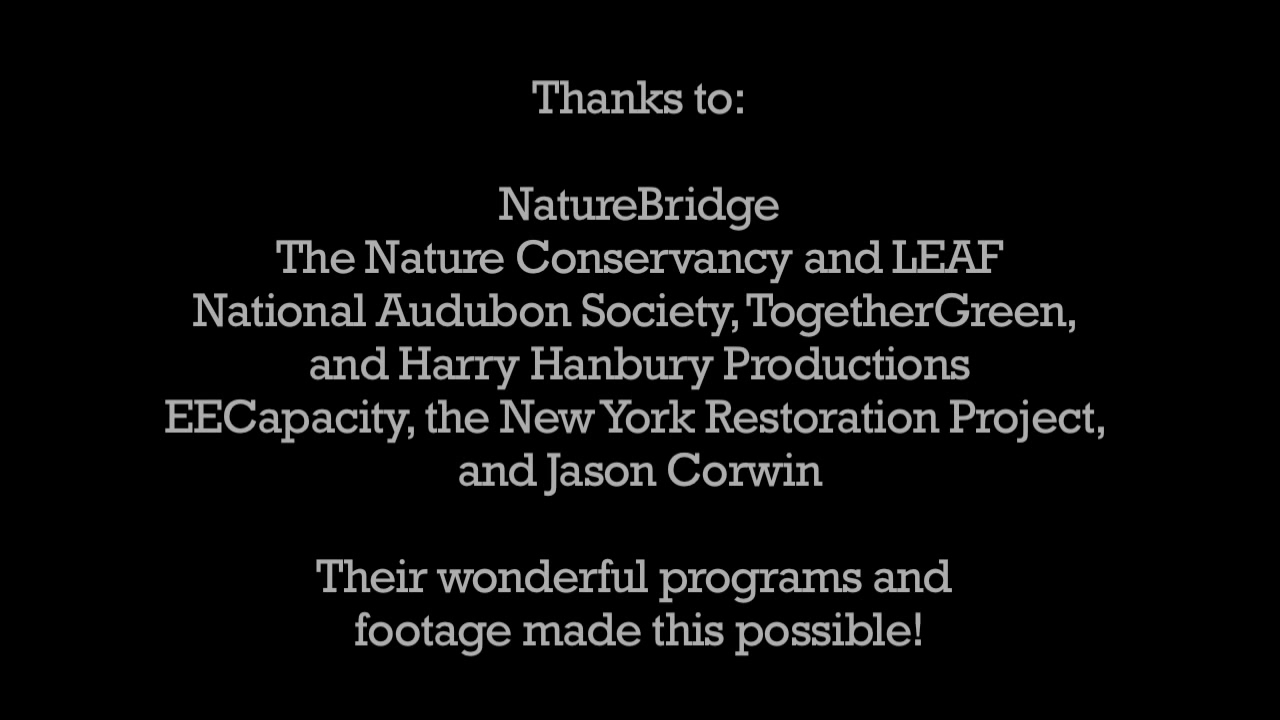 Thanks to:
NatureBridge
The Nature Conservancy and LEAF
National Audubon Society, TogetherGreen,
and Harry Hanbury Productions
EECapacity, the New York Restoration Project,
and Jason Corwin
Their wonderful programs and
footage made this possible!